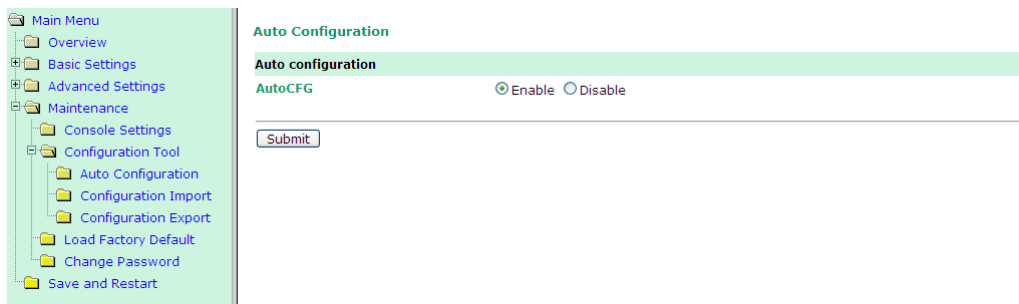 Main Menu
Overview
Basic Settings
Advanced Settings
Maintenance
Console Settings
Configuration Tool
Auto Configuration
Configuration Import
Configuration Export
Load Factory Default
Change Password
Save and Restart
Auto Configuration
Auto configuration
AutoCFG Enable Disable
Submit